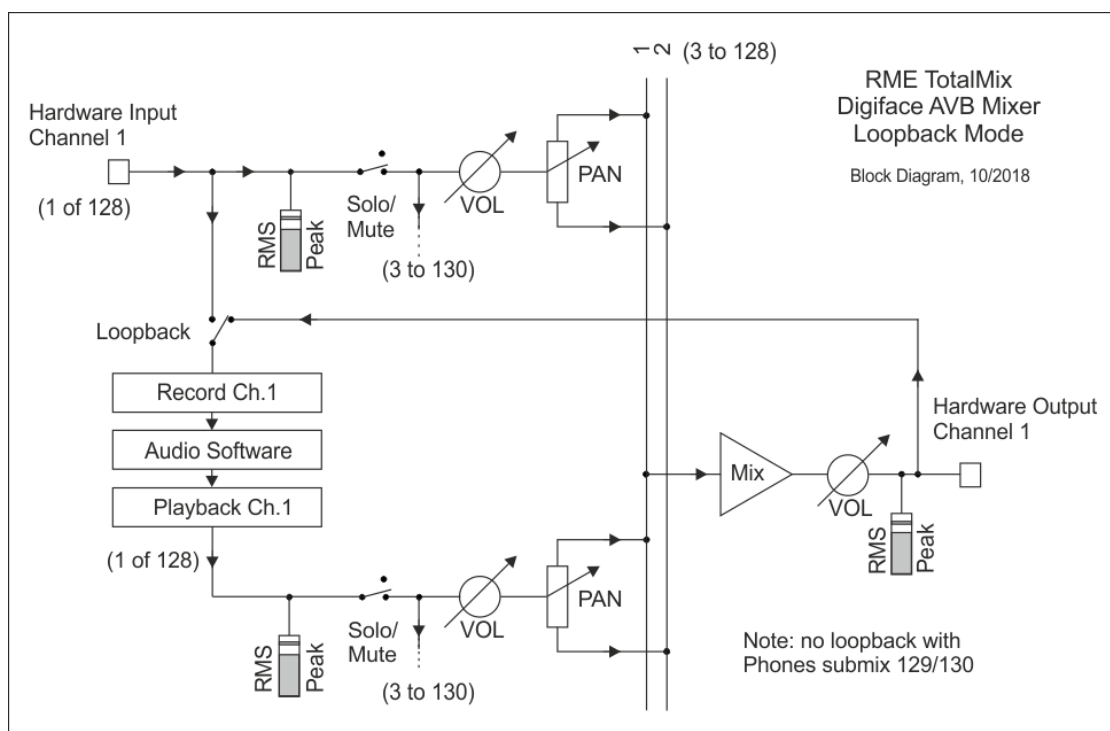 1
2
(3 to 128)
RME TotalMix
Digiface AVB Mixer
Loopback Mode
Block Diagram, 10/2018
Hardware Input
Channel 1
(1 of 128)
RMS
Peak
Solo/
Mute
(3 to 130)
VOL
PAN
Loopback
Record Ch.1
Audio Software
Playback Ch.1
(1 of 128)
Mix
VOL
Hardware Output
Channel 1
RMS
Peak
RMS
Peak
Solo/
Mute
(3 to 130)
VOL
PAN
Note: no loopback with
Phones submix 129/130